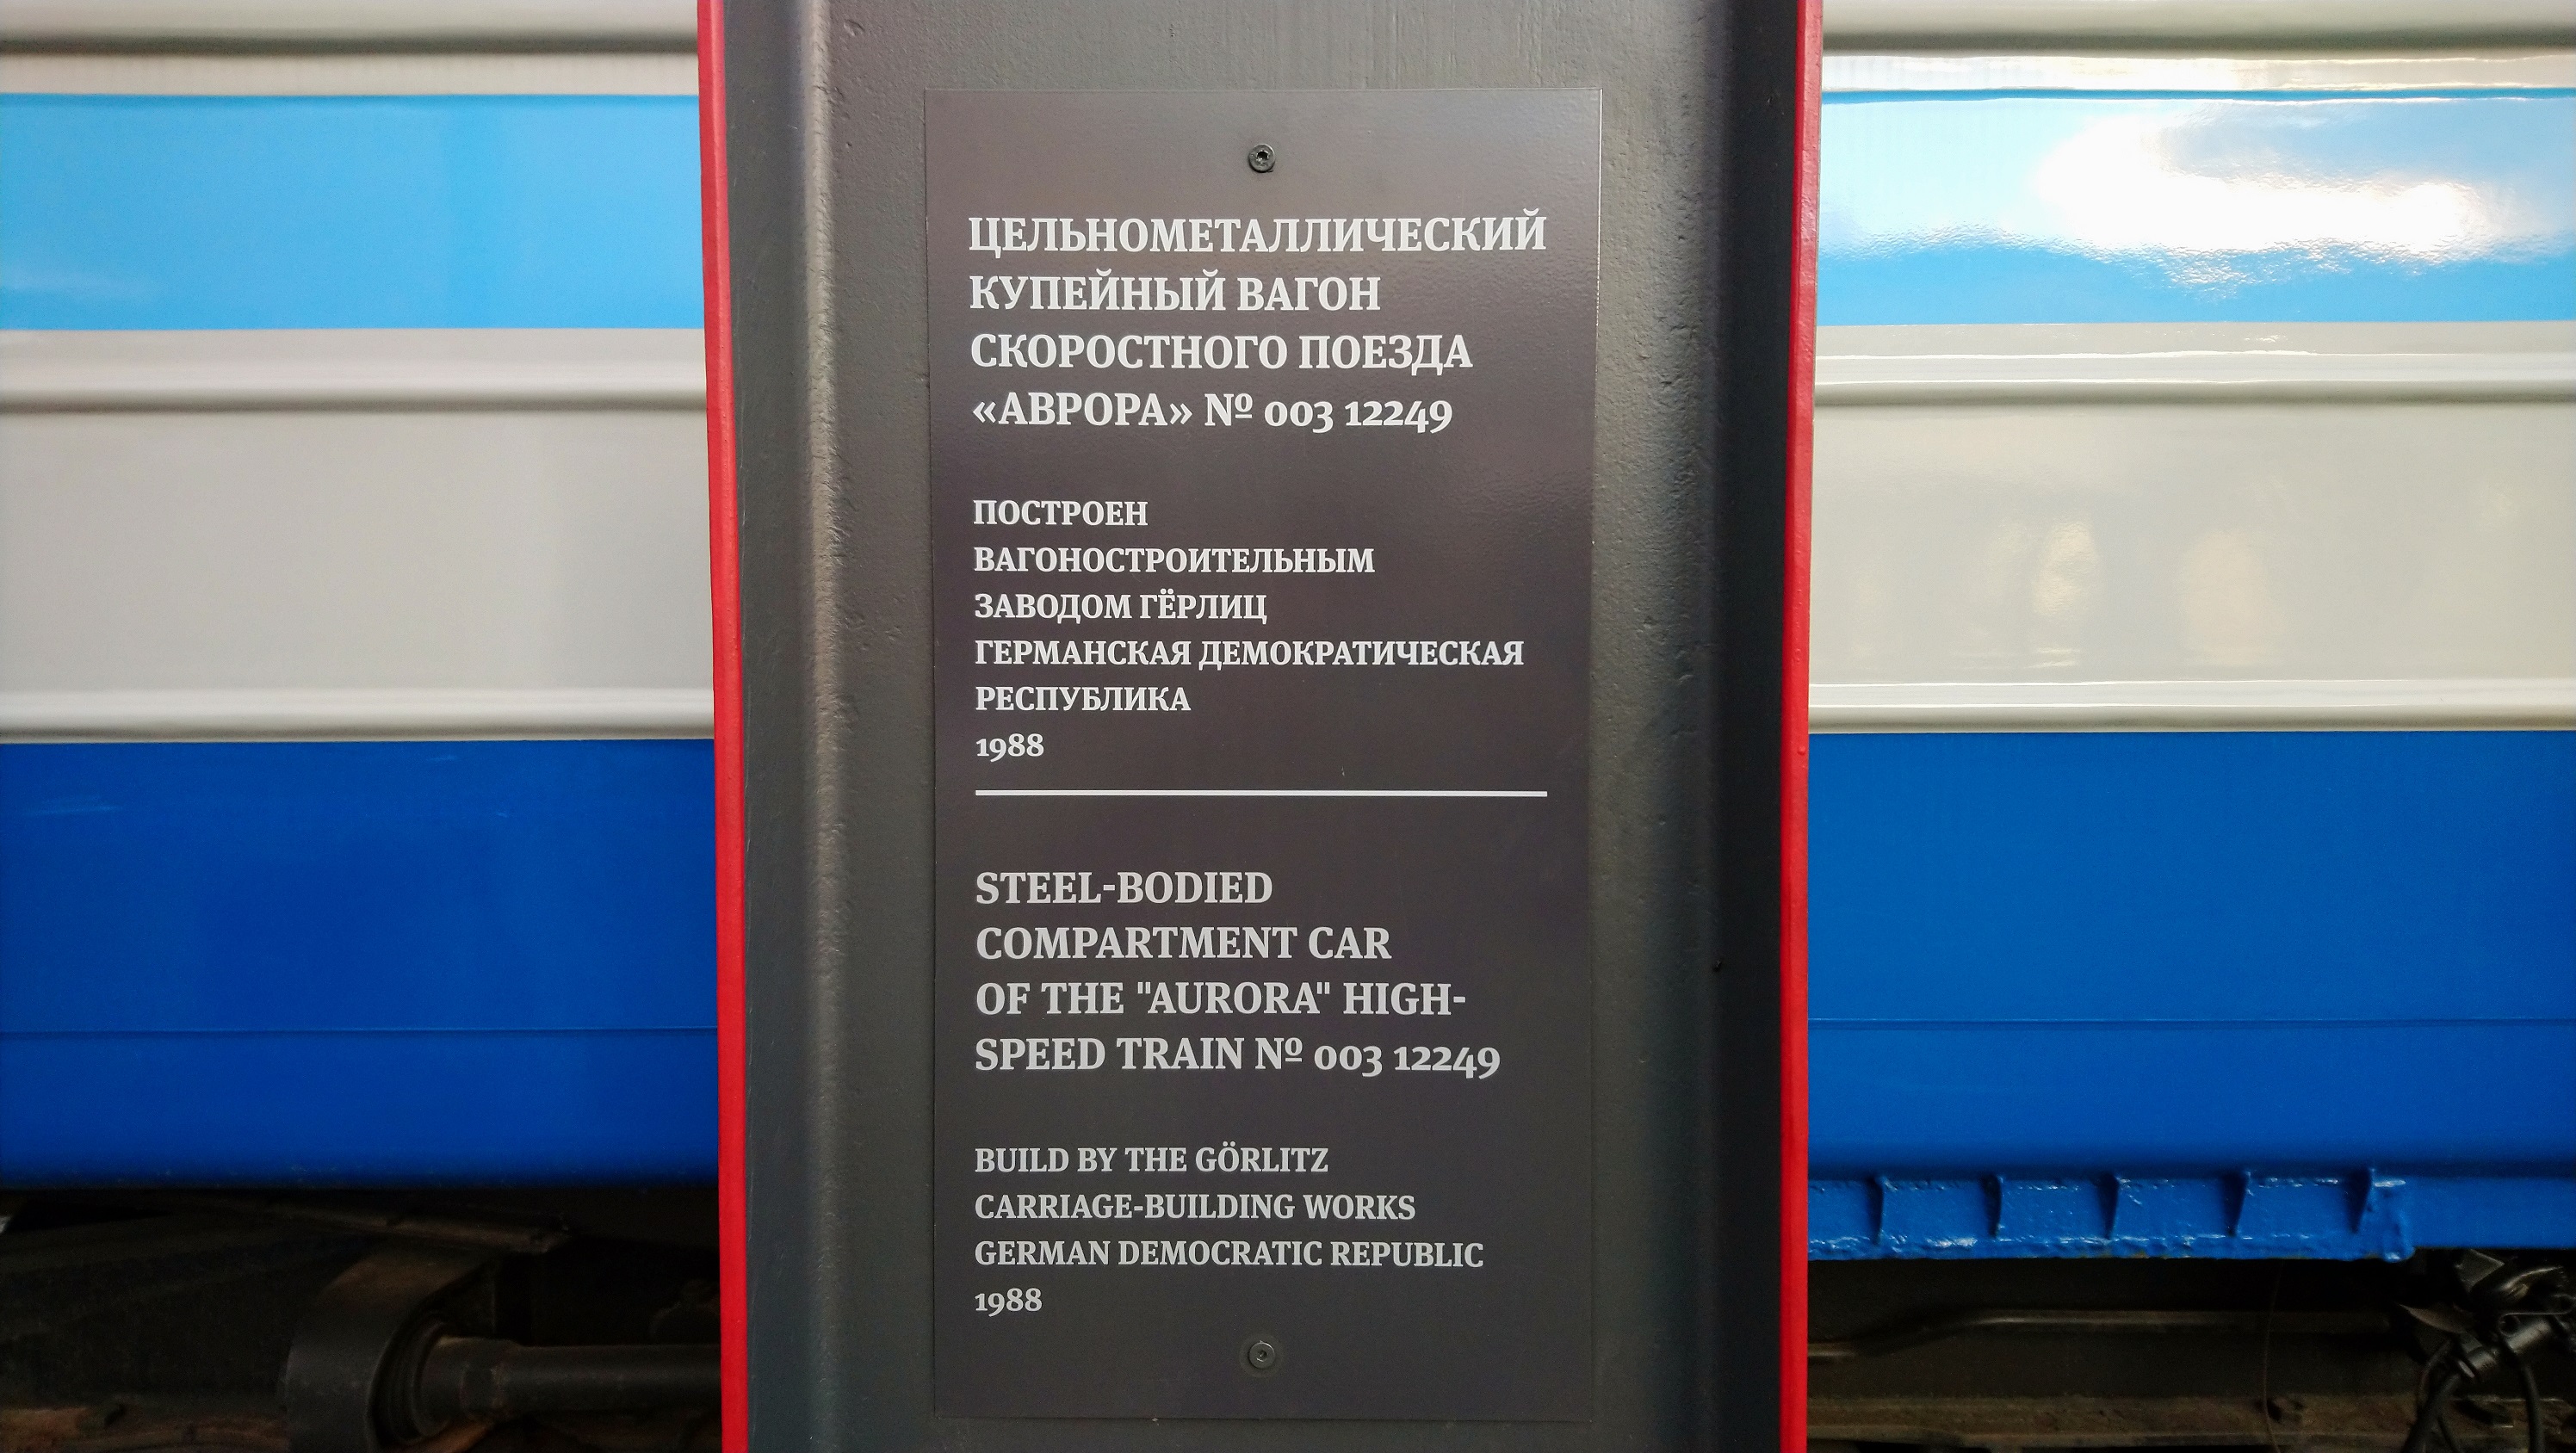 ЦЕЛЬНОМЕТАЛЛИЧЕСКИЙ
КУПЕЙНЫЙ ВАГОН
СКОРОСТНОГО ПОЕЗДА
«АВРОРА» № 003 12249
ПОСТРОЕН
ВАГОНОСТРОИТЕЛЬНЫМ
ЗАВОДОМ ГЁРЛИЦ
ГЕРМАНСКАЯ ДЕМОКРАТИЧЕСКАЯ
РЕСПУБЛИКА
1988
STEEL-BODIED
COMPARTMENT CAR
OF THE "AURORA" HIGH-
SPEED TRAIN № 003 12249
BUILD BY THE GÖRLITZ
CARRIAGE-BUILDING WORKS
GERMAN DEMOCRATIC REPUBLIC
1988